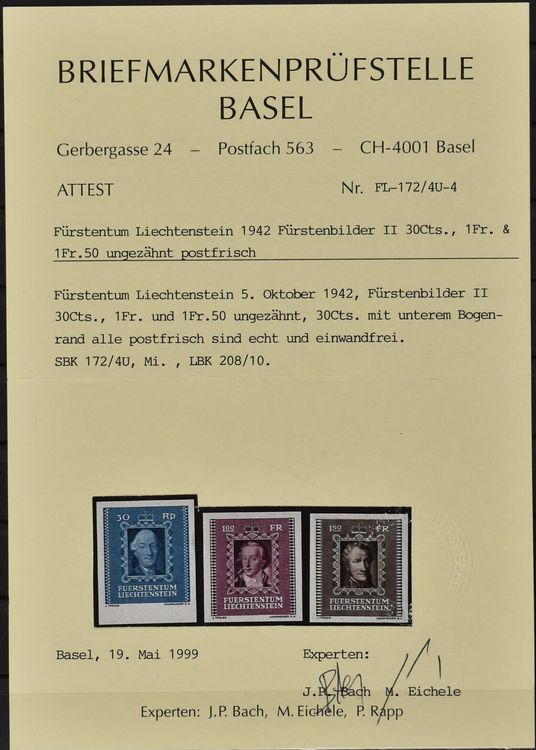 BRIEFMARKENPRÜFSTELLE
BASEL
Gerbergasse 24 – Postfach 563 – CH-4001 Basel
ATTEST Nr. FL-172/4U-4
Fürstentum Liechtenstein 1942 Fürstenbilder II 30Cts., 1Fr. &
1Fr.50 ungezähnt postfrisch
Fürstentum Liechtenstein 5. Oktober 1942, Fürstenbilder II
30Cts., 1Fr. und 1Fr.50 ungezähnt, 30Cts. mit unterem Bogen-
rand alle postfrisch sind echt und einwandfrei.
SBK 172/4U, Mi. , LBK 208/10.
30 Rp
FUERSTENTUM
LIECHTENSTEIN
100 FR
FUERSTENTUM
LIECHTENSTEIN
150 FR
FUERSTENTUM
LIECHTENSTEIN
Basel, 19. Mai 1999 Experten:
J.P. Bach M. Eichele
Experten: J.P. Bach, M. Eichele, P. Rapp